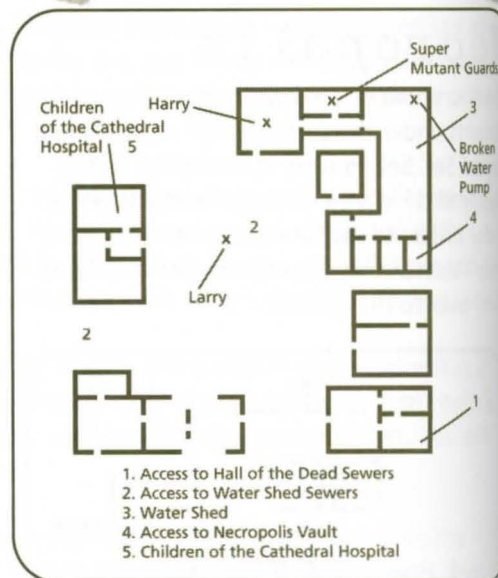 Super
Mutant Guards
Harry
x
x
x
3
Children
of the Cathedral
Hospital 5
Broken
Water
Pump
2
x
4
Larry
2
1
1. Access to Hall of the Dead Sewers
2. Access to Water Shed Sewers
3. Water Shed
4. Access to Necropolis Vault
5. Children of the Cathedral Hospital